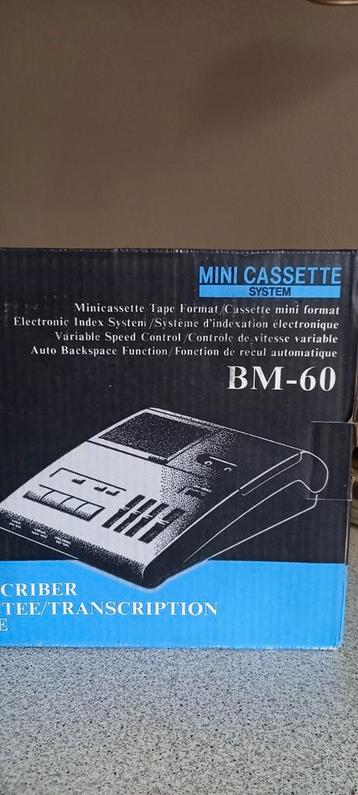 MINI CASSETTE
SYSTEM
Minicassette Tape Format/Cassette mini format
Electronic Index System/Système d'indexation électronique
Variable Speed Control/Contrôle de vitesse variable
Auto Backspace Function/Fonction de recul automatique
BM-60
CRIBER
TEE/TRANSCRIPTION
E